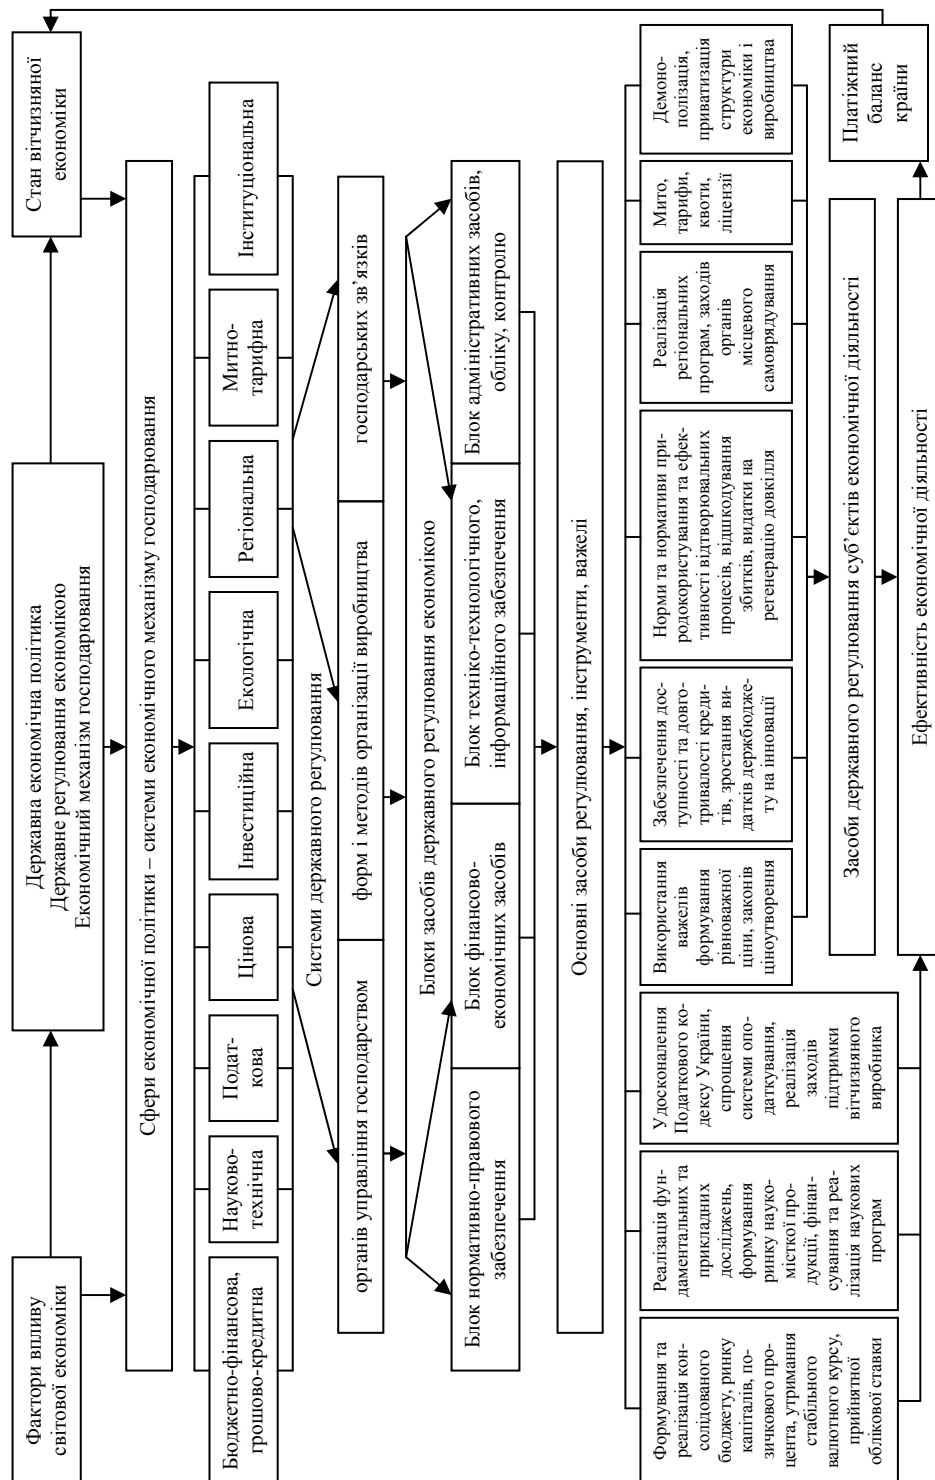 Фактори впливу
світової економіки
Державна економічна політика
Державне регулювання економікою
Економічний механізм господарювання
Стан вітчизняної
економіки
Сфери економічної політики – системи економічного механізму господарювання
Бюджетно-фінансова,
грошово-кредитна
Науково-
технічна
Подат-
кова
Цінова
Інвестиційна
Екологічна
Регіональна
Митно-
тарифна
Інституціональна
Системи державного регулювання
органів управління господарством
форм і методів організації виробництва
господарських зв’язків
Блоки засобів державного регулювання економікою
Блок нормативно-правового
забезпечення
Блок фінансово-
економічних засобів
Блок техніко-технологічного,
інформаційного забезпечення
Блок адміністративних засобів,
обліку, контролю
Основні засоби регулювання, інструменти, важелі
Формування та
реалізація кон-
солідованого
бюджету, ринку
капіталів, по-
зичкового про-
цента, утримання
стабільного
валютного курсу,
прийнятної
облікової ставки
Реалізація фун-
даментальних та
прикладних
досліджень,
формування
ринку науко-
місткої про-
дукції, фінан-
сування та реа-
лізація наукових
програм
Удосконалення
Податкового ко-
дексу України,
спрощення
системи опо-
даткування,
реалізація
заходів
підтримки
вітчизняного
виробника
Використання
важелів
формування
рівноважної
ціни, законів
ціноутворення
Забезпечення дос-
тупності та довго-
тривалості креди-
тів, зростання ви-
датків держбюдже-
ту на інновації
Норми та нормативи при-
родокористування та ефек-
тивності відтворювальних
процесів, відшкодування
збитків, видатки на
регенерацію довкілля
Реалізація
регіональних
програм, заходів
органів
місцевого
самоврядування
Мито,
тарифи,
квоти,
ліцензії
Демоно-
полізація,
приватизація
структури
економіки і
виробництва
Засоби державного регулювання суб’єктів економічної діяльності
Ефективність економічної діяльності
Платіжний
баланс
країни